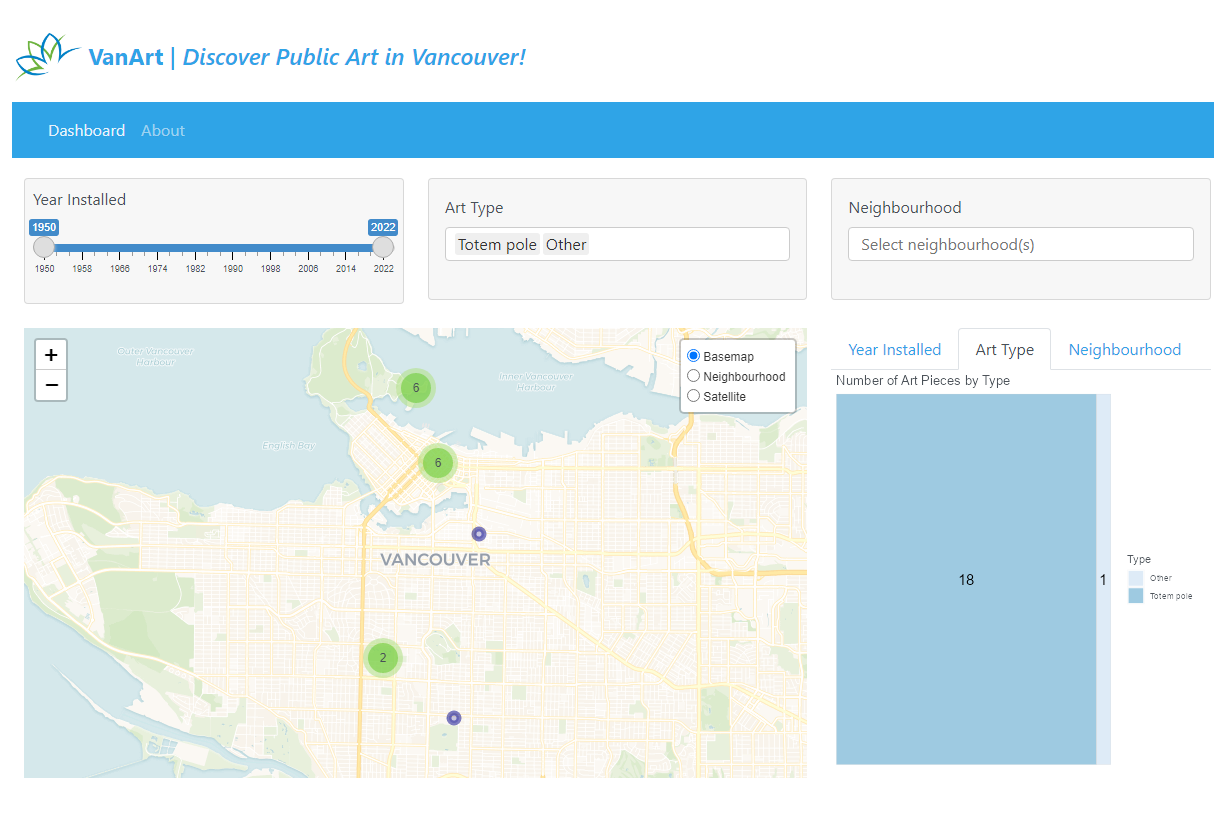 VanArt | Discover Public Art in Vancouver!
Dashboard About
Year Installed
1950 2022
1950 1958 1966 1974 1982 1990 1998 2006 2014 2022
Art Type
Totem pole Other
Neighbourhood
Select neighbourhood(s)
+
−
Outer Vancouver
Harbour
Inner Vancouver
Harbour
English Bay
6
6
VANCOUVER
2
Basemap
Neighbourhood
Satellite
Year Installed Art Type Neighbourhood
Number of Art Pieces by Type
18 1
Type
Other
Totem pole